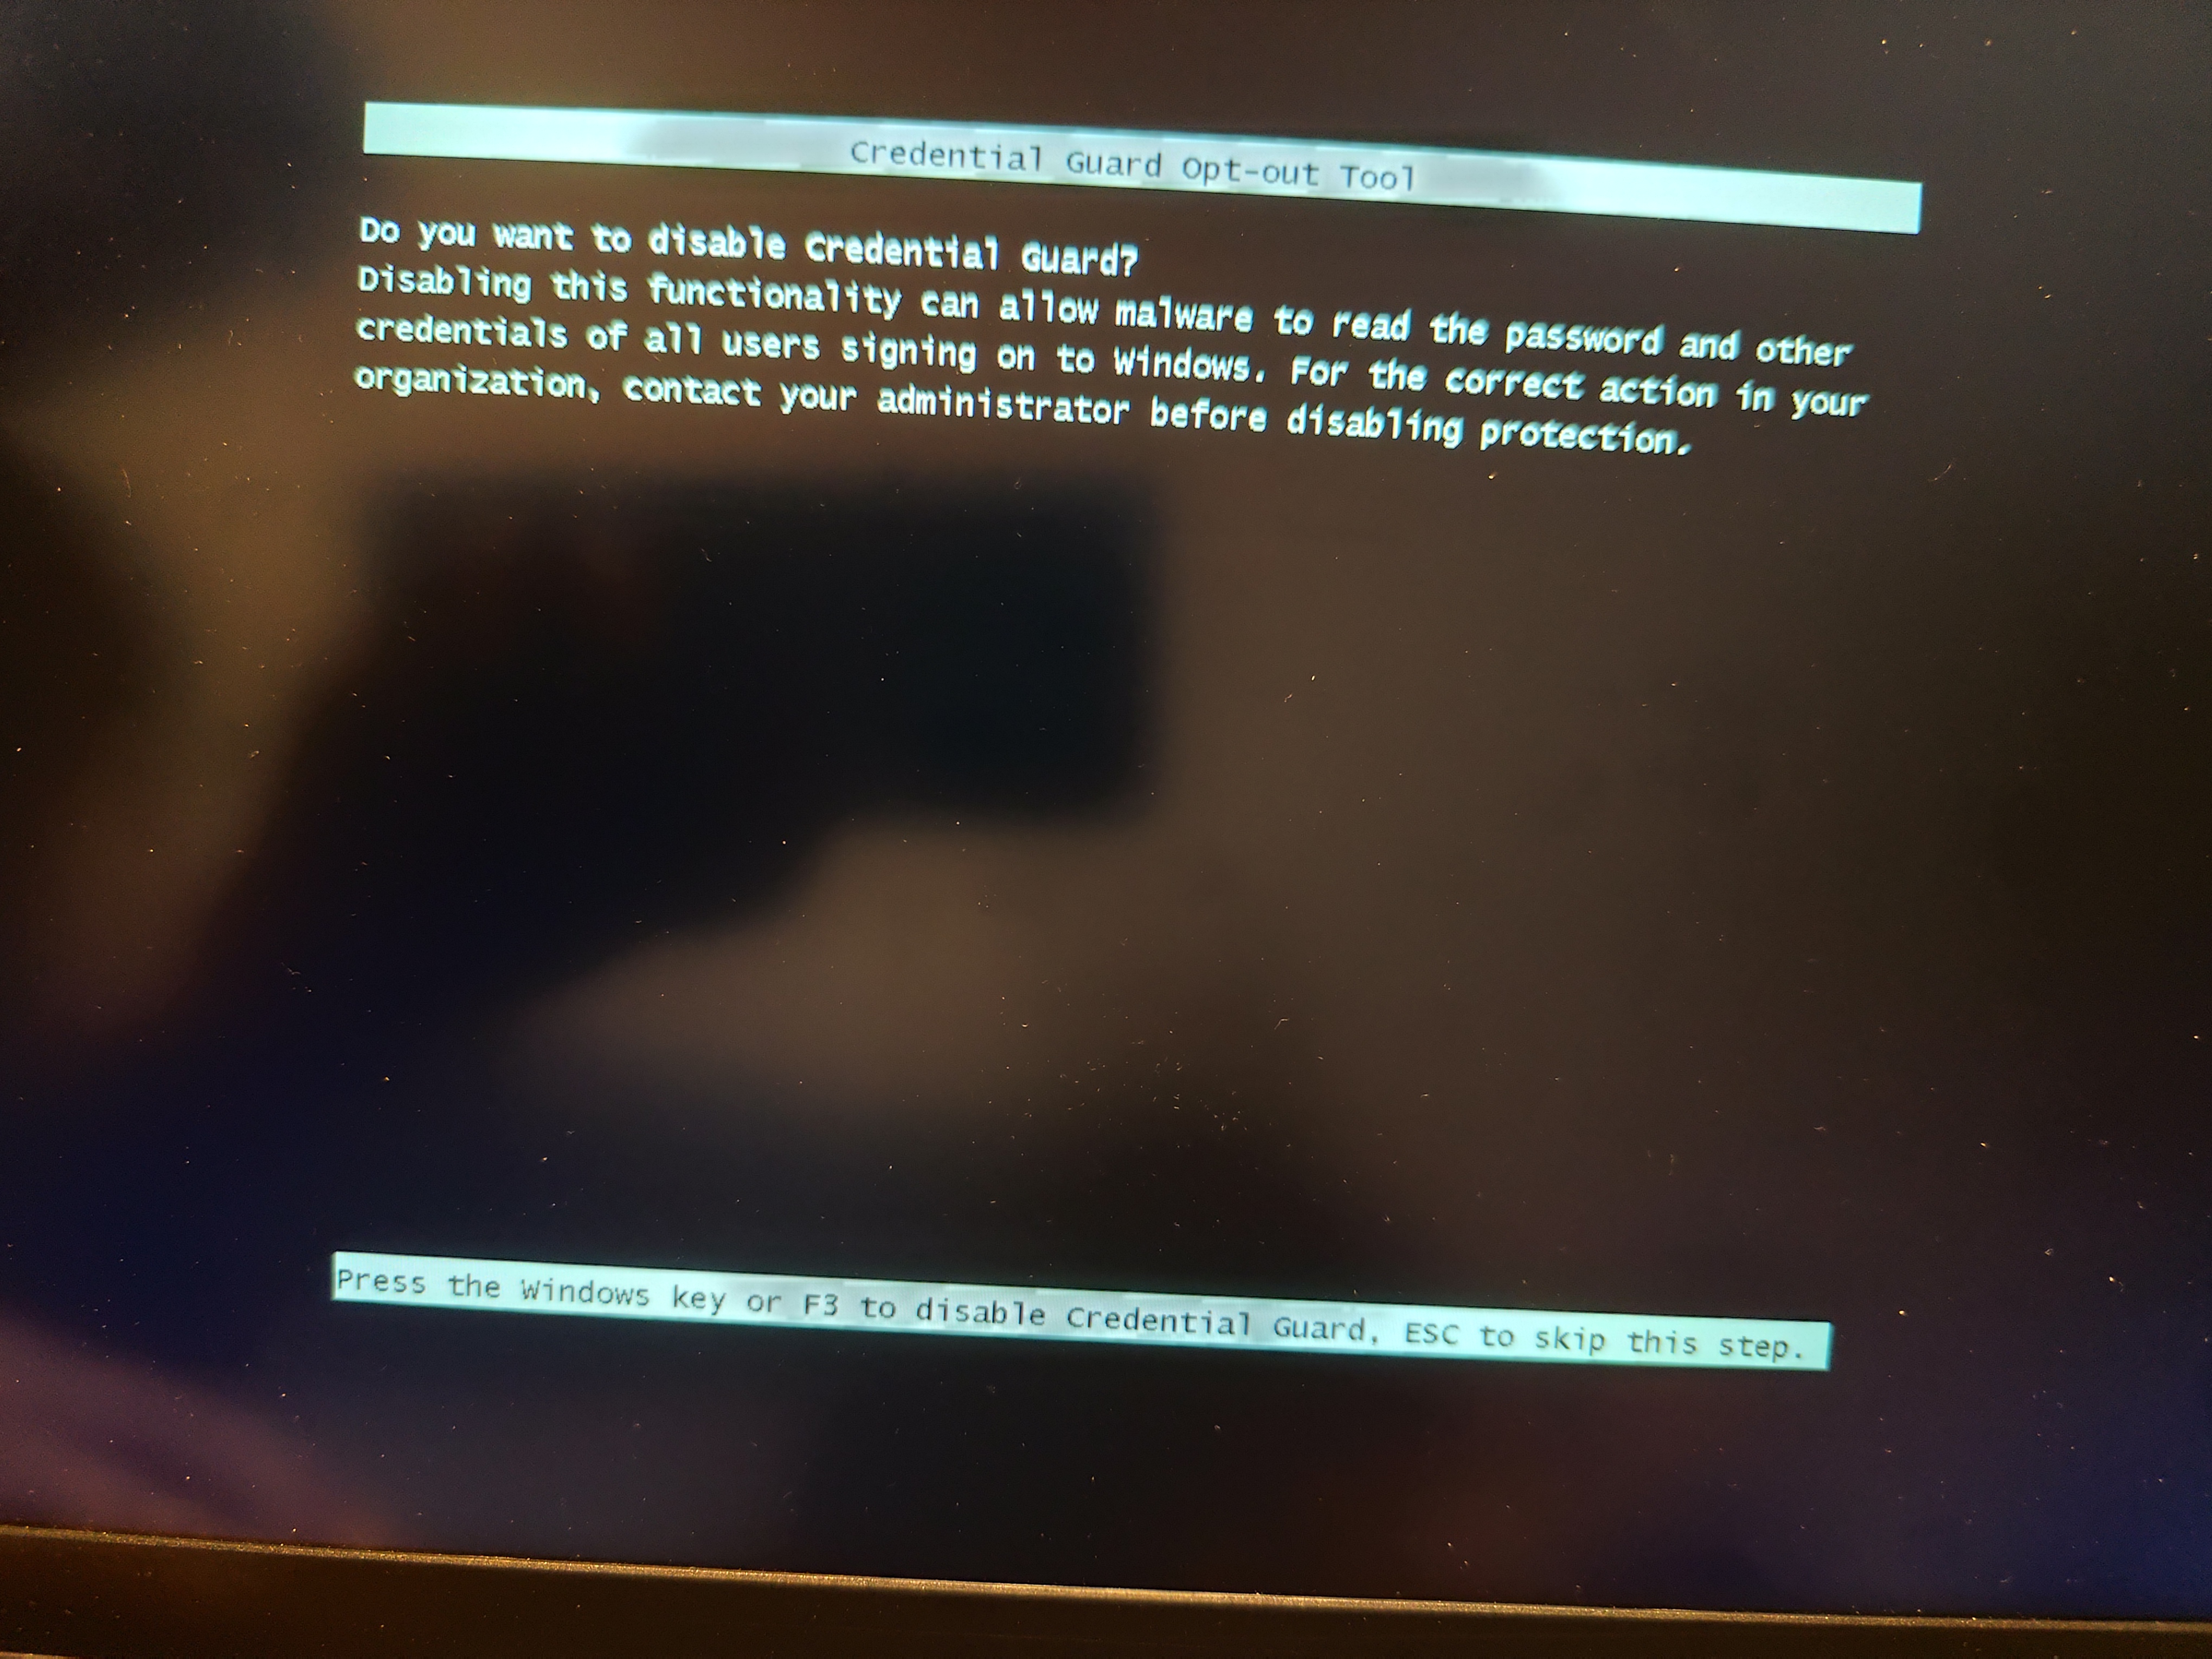 Credential Guard Opt-out Tool
Do you want to disable Credential Guard?
Disabling this functionality can allow malware to read the password and other
credentials of all users signing on to Windows. For the correct action in your
organization, contact your administrator before disabling protection.
Press the Windows key or F3 to disable Credential Guard, ESC to skip this step.